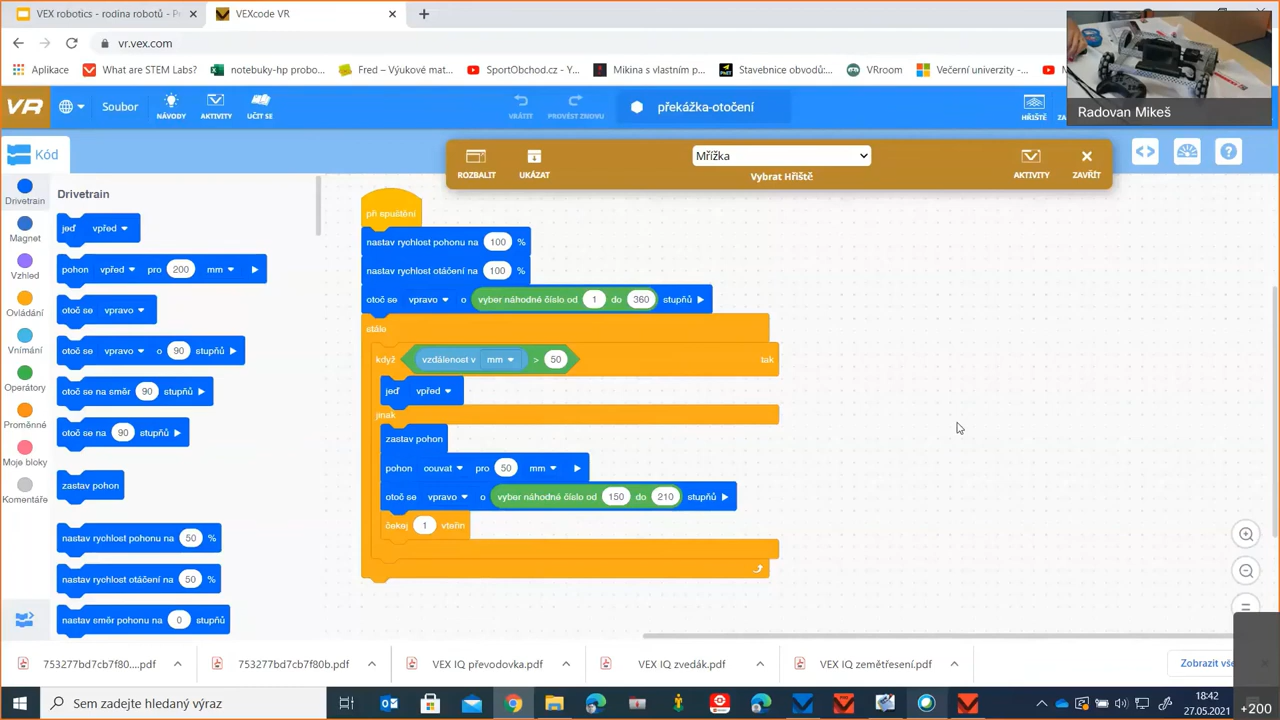 VEX robotics - rodina robotů - P
VEXcode VR
vr.vex.com
Aplikace
What are STEM Labs?
notebuky-hp probo...
Fred – Výukové mat...
SportObchod.cz - Y...
Mikina s vlastním p...
Stavebnice obvodů:...
VRroom
Večerní univerzity -...
Radovan Mikeš
VR
Soubor
NÁVODY
AKTIVITY
UČIT SE
VRÁTIT
PROVÉST ZNOVU
překážka-otočení
HŘIŠTĚ
Kód
ROZBALIT
UKÁZAT
Mřížka
Vybrat Hřiště
AKTIVITY
ZAVŘÍT
Drivetrain
Magnet
Vzhled
Ovládání
Vnímání
Operátory
Proměnné
Moje bloky
Komentáře
Drivetrain
jeď vpřed
pohon vpřed pro 200 mm
otoč se vpravo
otoč se vpravo o 90 stupňů
otoč se na směr 90 stupňů
otoč se na 90 stupňů
zastav pohon
nastav rychlost pohonu na 50 %
nastav rychlost otáčení na 50 %
nastav směr pohonu na 0 stupňů
při spuštění
nastav rychlost pohonu na 100 %
nastav rychlost otáčení na 100 %
otoč se vpravo o vyber náhodné číslo od 1 do 360 stupňů
stále
když vzdálenost v mm > 50 tak
jeď vpřed
jinak
zastav pohon
pohon couvat pro 50 mm
otoč se vpravo o vyber náhodné číslo od 150 do 210 stupňů
čekej 1 vteřin
753277bd7cb7f80....pdf
753277bd7cb7f80b.pdf
VEX IQ převodovka.pdf
VEX IQ zvedák.pdf
VEX IQ zemětřesení.pdf
Zobrazit vše
Sem zadejte hledaný výraz
18:42
27.05.2021
+200